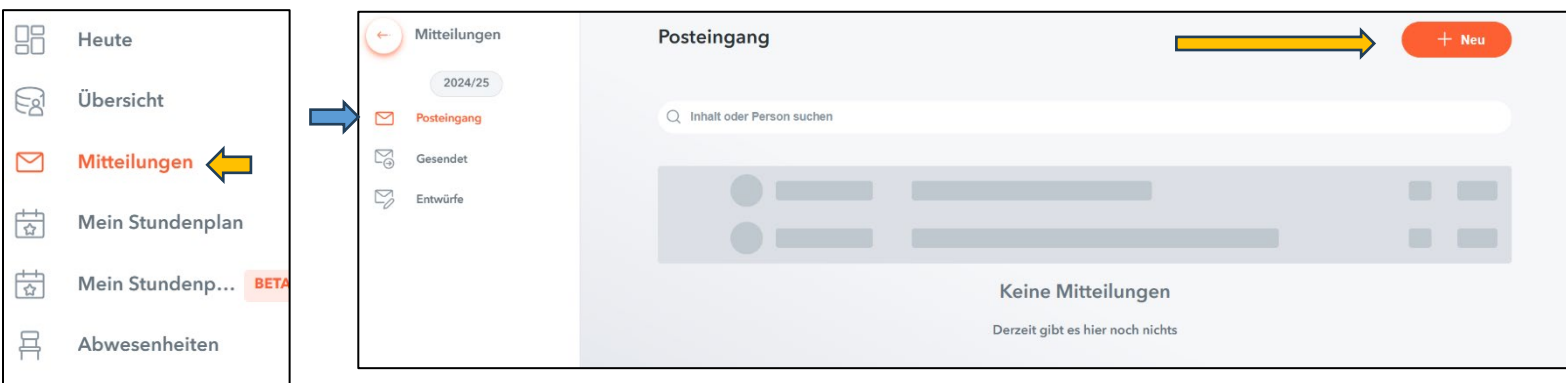 Heute
Übersicht
Mitteilungen
Mein Stundenplan
Mein Stundenp... BETA
Abwesenheiten
Mitteilungen
2024/25
Posteingang
Gesendet
Entwürfe
Posteingang
+ Neu
Inhalt oder Person suchen
Keine Mitteilungen
Derzeit gibt es hier noch nichts